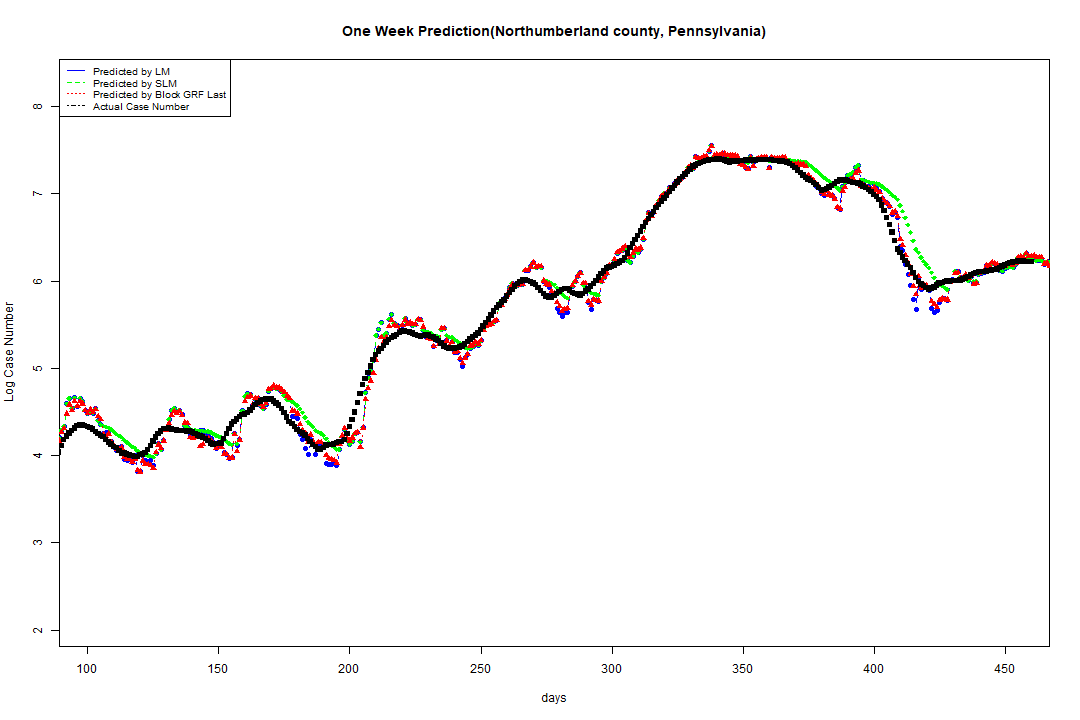 One Week Prediction(Northumberland county, Pennsylvania)
Predicted by LM
Predicted by SLM
Predicted by Block GRF Last
Actual Case Number
Log Case Number
8
7
6
5
4
3
2
100 150 200 250 300 350 400 450
days